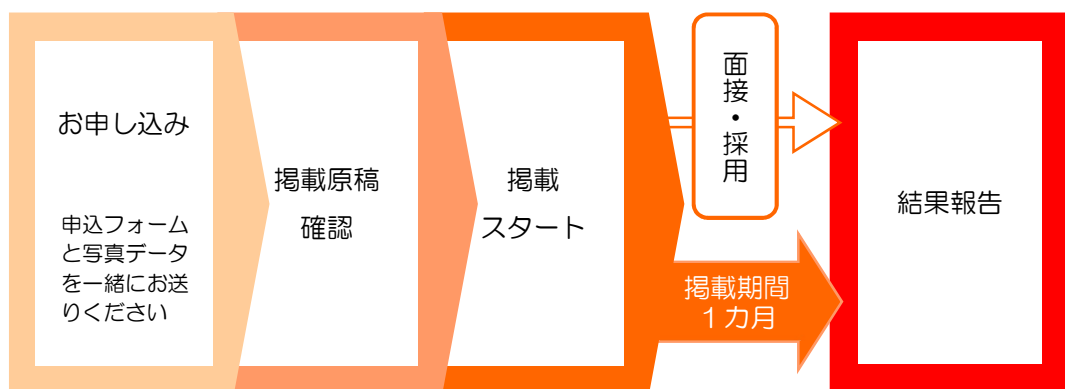 お申し込み
申込フォーム
と写真データ
を一緒にお送
りください
掲載原稿
確認
掲載
スタート
面接・採用
掲載期間
１カ月
結果報告